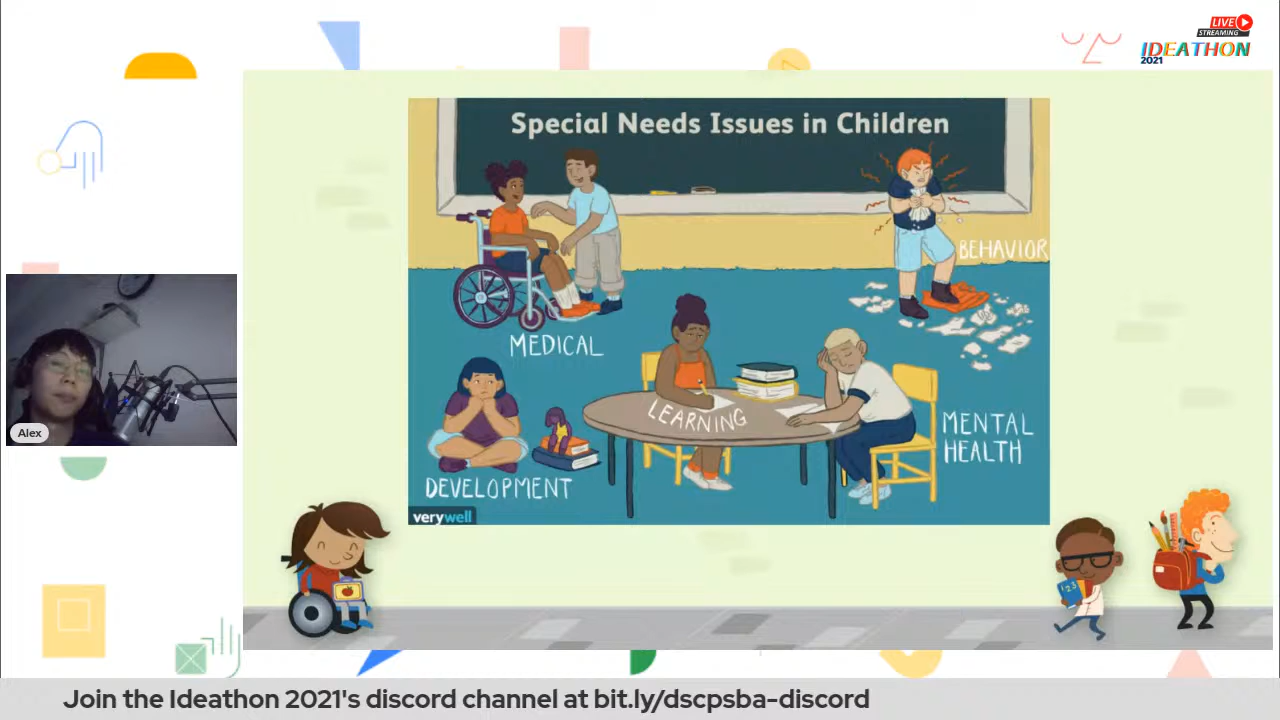 LIVE
STREAMING
IDEATHON
2021
Special Needs Issues in Children
BEHAVIOR
MEDICAL
LEARNING
MENTAL
HEALTH
DEVELOPMENT
verywell
Alex
123
Join the Ideathon 2021's discord channel at bit.ly/dscpsba-discord